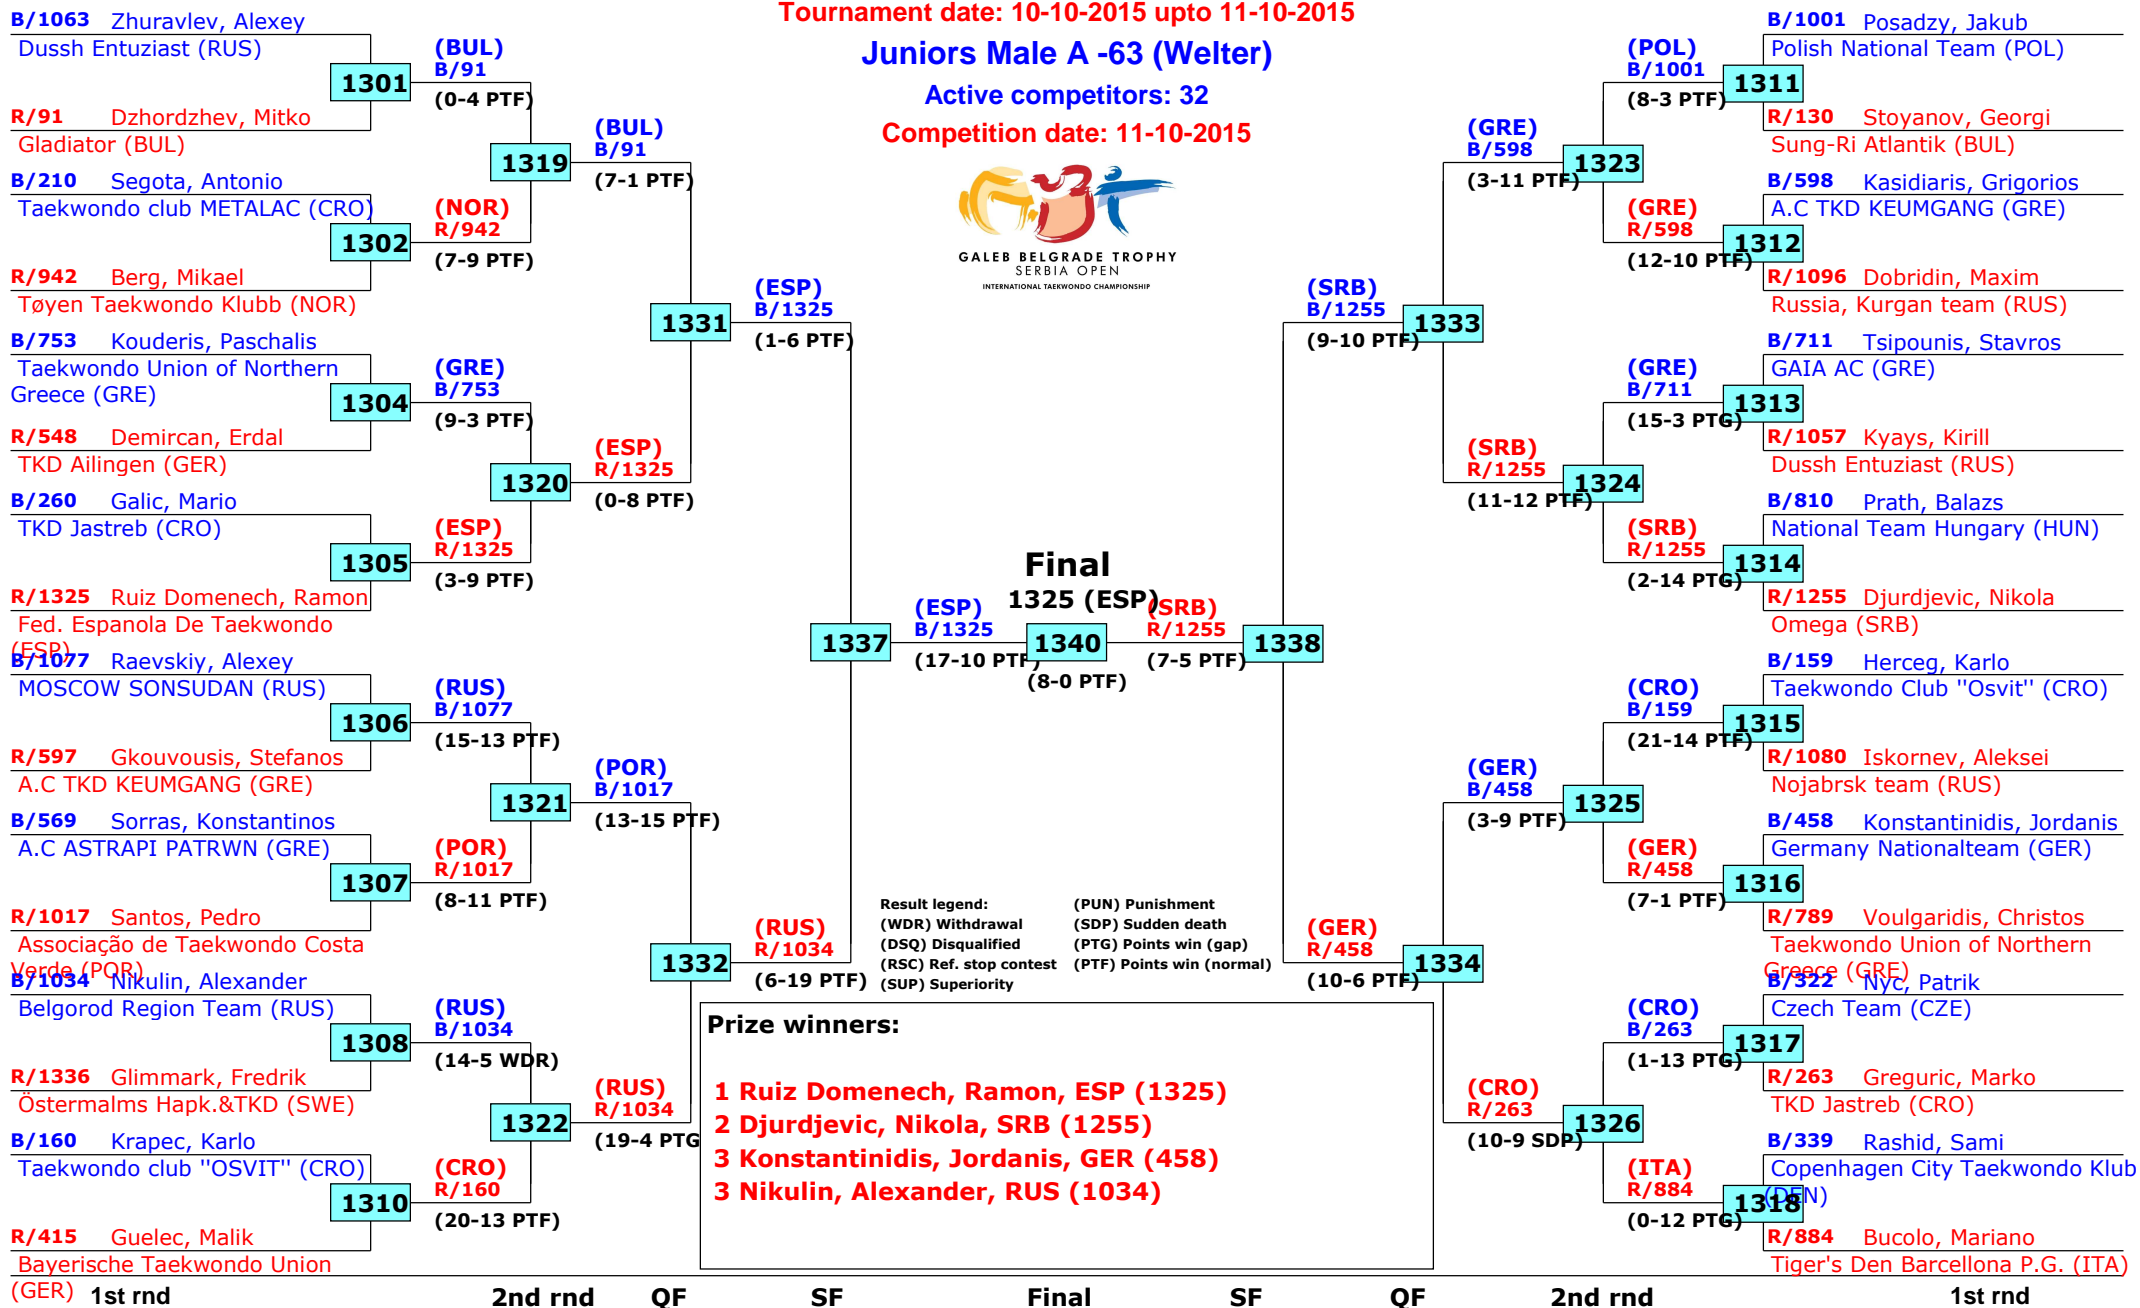 Tournament date: 10-10-2015 upto 11-10-2015
Juniors Male A -63 (Welter)
Active competitors: 32
Competition date: 11-10-2015
GALEB BELGRADE TROPHY
SERBIA OPEN
INTERNATIONAL TAEKWONDO CHAMPIONSHIP
B/1063 Zhuravlev, Alexey
Dussh Entuziast (RUS)
1301
R/91 Dzhordzhev, Mitko
Gladiator (BUL)
B/210 Segota, Antonio
Taekwondo club METALAC (CRO)
1302
R/942 Berg, Mikael
Tøyen Taekwondo Klubb (NOR)
B/753 Kouderis, Paschalis
Taekwondo Union of Northern
Greece (GRE)
1304
R/548 Demircan, Erdal
TKD Ailingen (GER)
B/260 Galic, Mario
TKD Jastreb (CRO)
1305
R/1325 Ruiz Domenech, Ramon
Fed. Espanola De Taekwondo
(ESP)
B/1077 Raevskiy, Alexey
MOSCOW SONSUDAN (RUS)
1306
R/597 Gkouvousis, Stefanos
A.C TKD KEUMGANG (GRE)
B/569 Sorras, Konstantinos
A.C ASTRAPI PATRWN (GRE)
1307
R/1017 Santos, Pedro
Associação de Taekwondo Costa
Verde (POR)
B/1034 Nikulin, Alexander
Belgorod Region Team (RUS)
1308
R/1336 Glimmark, Fredrik
Östermalms Hapk.&TKD (SWE)
B/160 Krapec, Karlo
Taekwondo club "OSVIT" (CRO)
1310
R/415 Guelec, Malik
Bayerische Taekwondo Union
(GER)
(BUL)
B/91
(0-4 PTF)
1319
(NOR)
R/942
(7-9 PTF)
(GRE)
B/753
(9-3 PTF)
1320
(ESP)
R/1325
(3-9 PTF)
(RUS)
B/1077
(15-13 PTF)
1321
(POR)
R/1017
(8-11 PTF)
(RUS)
B/1034
(14-5 WDR)
1322
(CRO)
R/160
(20-13 PTF)
(BUL)
B/91
(7-1 PTF)
1331
(ESP)
R/1325
(0-8 PTF)
(POR)
B/1017
(13-15 PTF)
1332
(RUS)
R/1034
(19-4 PTG
(ESP)
B/1325
(1-6 PTF)
1337
(RUS)
R/1034
(6-19 PTF)
(ESP)
B/1325
(17-10 PTF)
Final
1325 (ESP)
1340
(8-0 PTF)
(SRB)
R/1255
(7-5 PTF)
1338
(SRB)
B/1255
(9-10 PTF)
1333
(GER)
R/458
(10-6 PTF)
1334
(GRE)
B/598
(3-11 PTF)
1323
(SRB)
R/1255
(11-12 PTF)
1324
(GER)
B/458
(3-9 PTF)
1325
(CRO)
R/263
(10-9 SDP)
1326
(POL)
B/1001
(8-3 PTF)
1311
(GRE)
R/598
(12-10 PTF)
1312
(GRE)
B/711
(15-3 PTG)
1313
(SRB)
R/1255
(2-14 PTG)
1314
(CRO)
B/159
(21-14 PTF)
1315
(GER)
R/458
(7-1 PTF)
1316
(CRO)
B/263
(1-13 PTG)
1317
(ITA)
R/884
(0-12 PTG)
1318
B/1001 Posadzy, Jakub
Polish National Team (POL)
R/130 Stoyanov, Georgi
Sung-Ri Atlantik (BUL)
B/598 Kasidiaris, Grigorios
A.C TKD KEUMGANG (GRE)
R/1096 Dobridin, Maxim
Russia, Kurgan team (RUS)
B/711 Tsipounis, Stavros
GAIA AC (GRE)
R/1057 Kyays, Kirill
Dussh Entuziast (RUS)
B/810 Prath, Balazs
National Team Hungary (HUN)
R/1255 Djurdjevic, Nikola
Omega (SRB)
B/159 Herceg, Karlo
Taekwondo Club "Osvit" (CRO)
R/1080 Iskornev, Aleksei
Nojabrsk team (RUS)
B/458 Konstantinidis, Jordanis
Germany Nationalteam (GER)
R/789 Voulgaridis, Christos
Taekwondo Union of Northern
Greece (GRE)
B/322 Nyc, Patrik
Czech Team (CZE)
R/263 Greguric, Marko
TKD Jastreb (CRO)
B/339 Rashid, Sami
Copenhagen City Taekwondo Klub
(DEN)
R/884 Bucolo, Mariano
Tiger's Den Barcellona P.G. (ITA)
Result legend:
(WDR) Withdrawal
(DSQ) Disqualified
(RSC) Ref. stop contest
(SUP) Superiority
(PUN) Punishment
(SDP) Sudden death
(PTG) Points win (gap)
(PTF) Points win (normal)
Prize winners:
1 Ruiz Domenech, Ramon, ESP (1325)
2 Djurdjevic, Nikola, SRB (1255)
3 Konstantinidis, Jordanis, GER (458)
3 Nikulin, Alexander, RUS (1034)
1st rnd 2nd rnd QF SF Final SF QF 2nd rnd 1st rnd